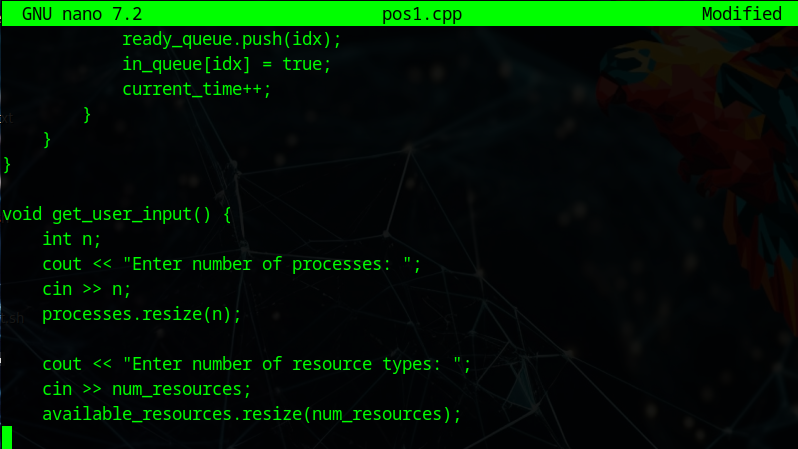 GNU nano 7.2 pos1.cpp Modified
            ready_queue.push(idx);
            in_queue[idx] = true;
            current_time++;
        }
    }
}

void get_user_input() {
    int n;
    cout << "Enter number of processes: ";
    cin >> n;
    processes.resize(n);

    cout << "Enter number of resource types: ";
    cin >> num_resources;
    available_resources.resize(num_resources);